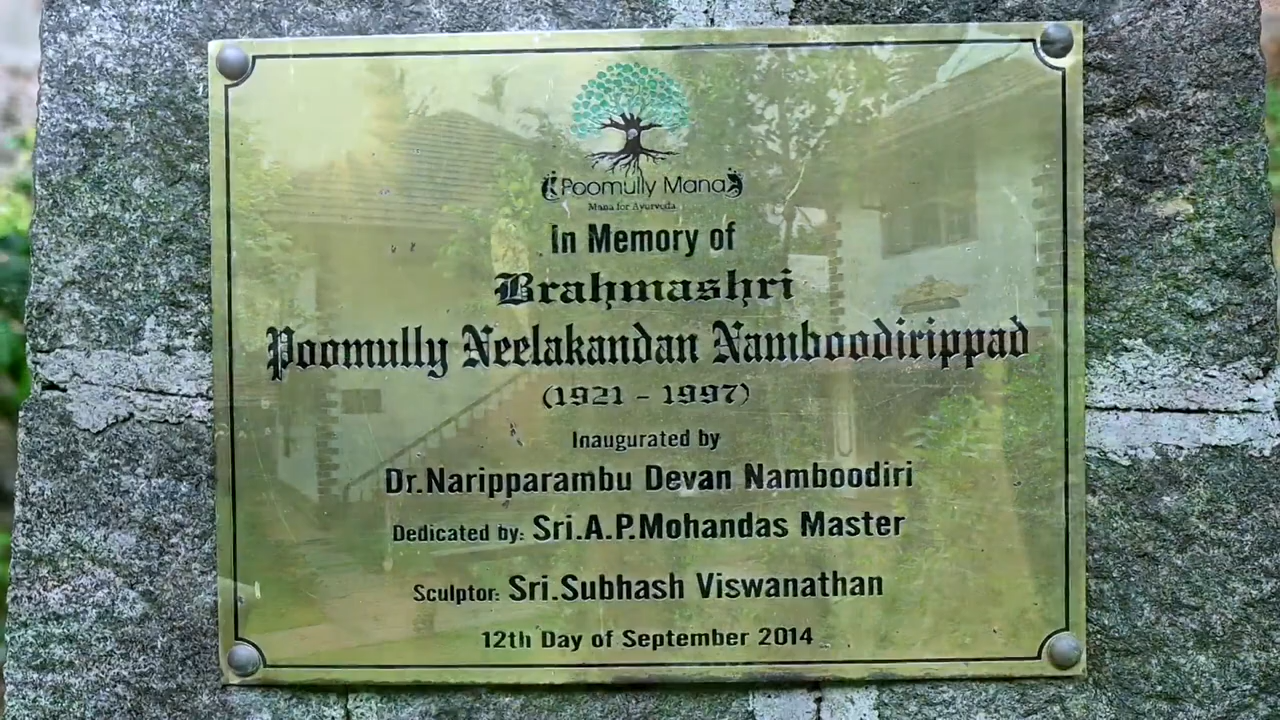 Poomully Mana
Mana for Ayurveda
In Memory of
Brahmashri
Poomully Neelakandan Namboodirippad
(1921 - 1997)
Inaugurated by
Dr.Naripparambu Devan Namboodiri
Dedicated by: Sri.A.P.Mohandas Master
Sculptor: Sri.Subhash Viswanathan
12th Day of September 2014